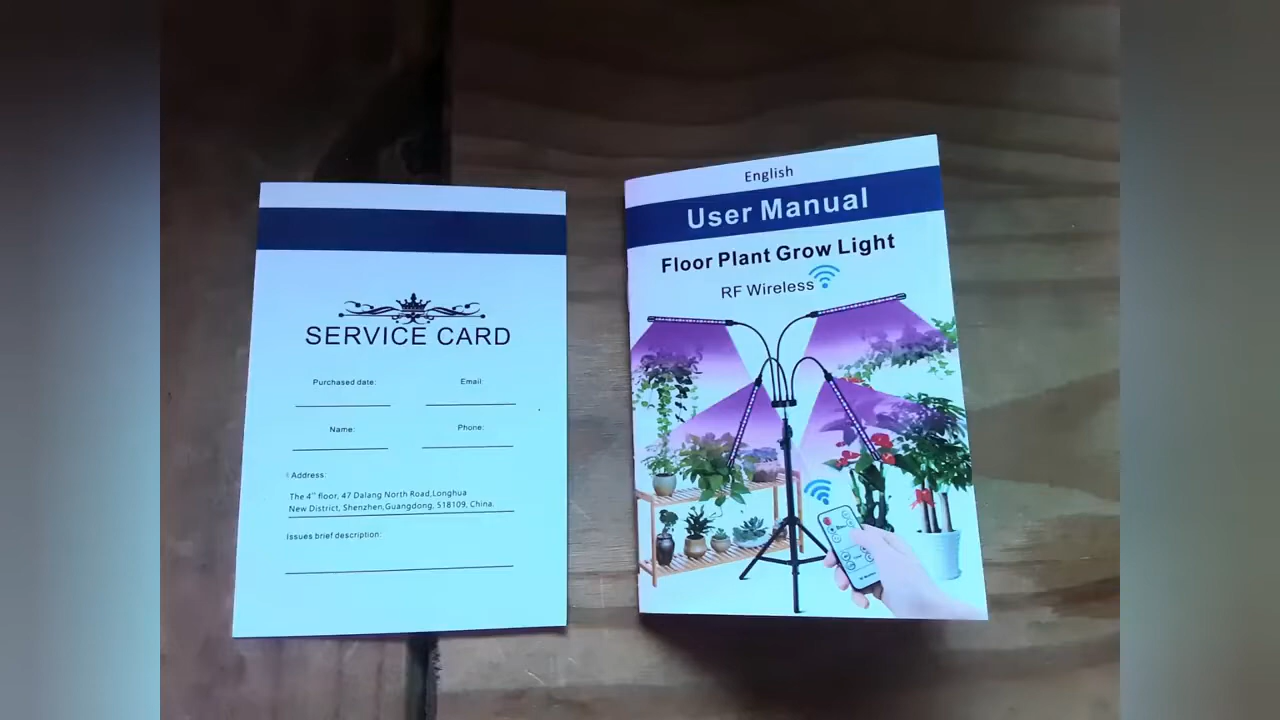 SERVICE CARD
Purchased date:
Email:
Name:
Phone:
Address:
The 4th floor, 47 Dalang North Road,Longhua
New District, Shenzhen,Guangdong, 518109, China.
Issues brief description:
English
User Manual
Floor Plant Grow Light
RF Wireless